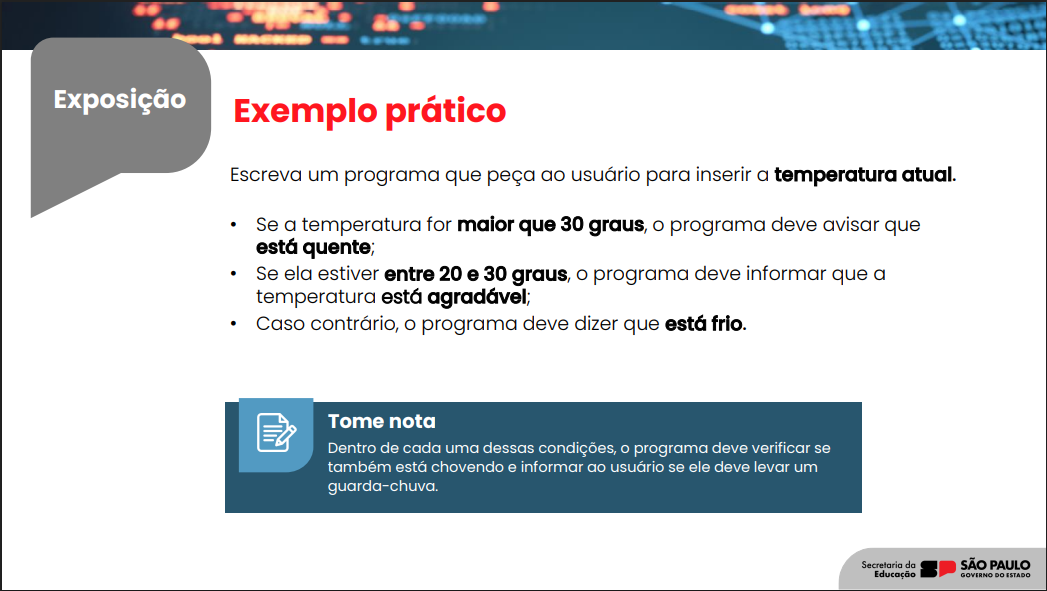 bool HACKED == true
Exposição
Exemplo prático
Escreva um programa que peça ao usuário para inserir a temperatura atual.
• Se a temperatura for maior que 30 graus, o programa deve avisar que
está quente;
• Se ela estiver entre 20 e 30 graus, o programa deve informar que a
temperatura está agradável;
• Caso contrário, o programa deve dizer que está frio.
Tome nota
Dentro de cada uma dessas condições, o programa deve verificar se
também está chovendo e informar ao usuário se ele deve levar um
guarda-chuva.
Secretaria da
Educação
SÃO PAULO
GOVERNO DO ESTADO